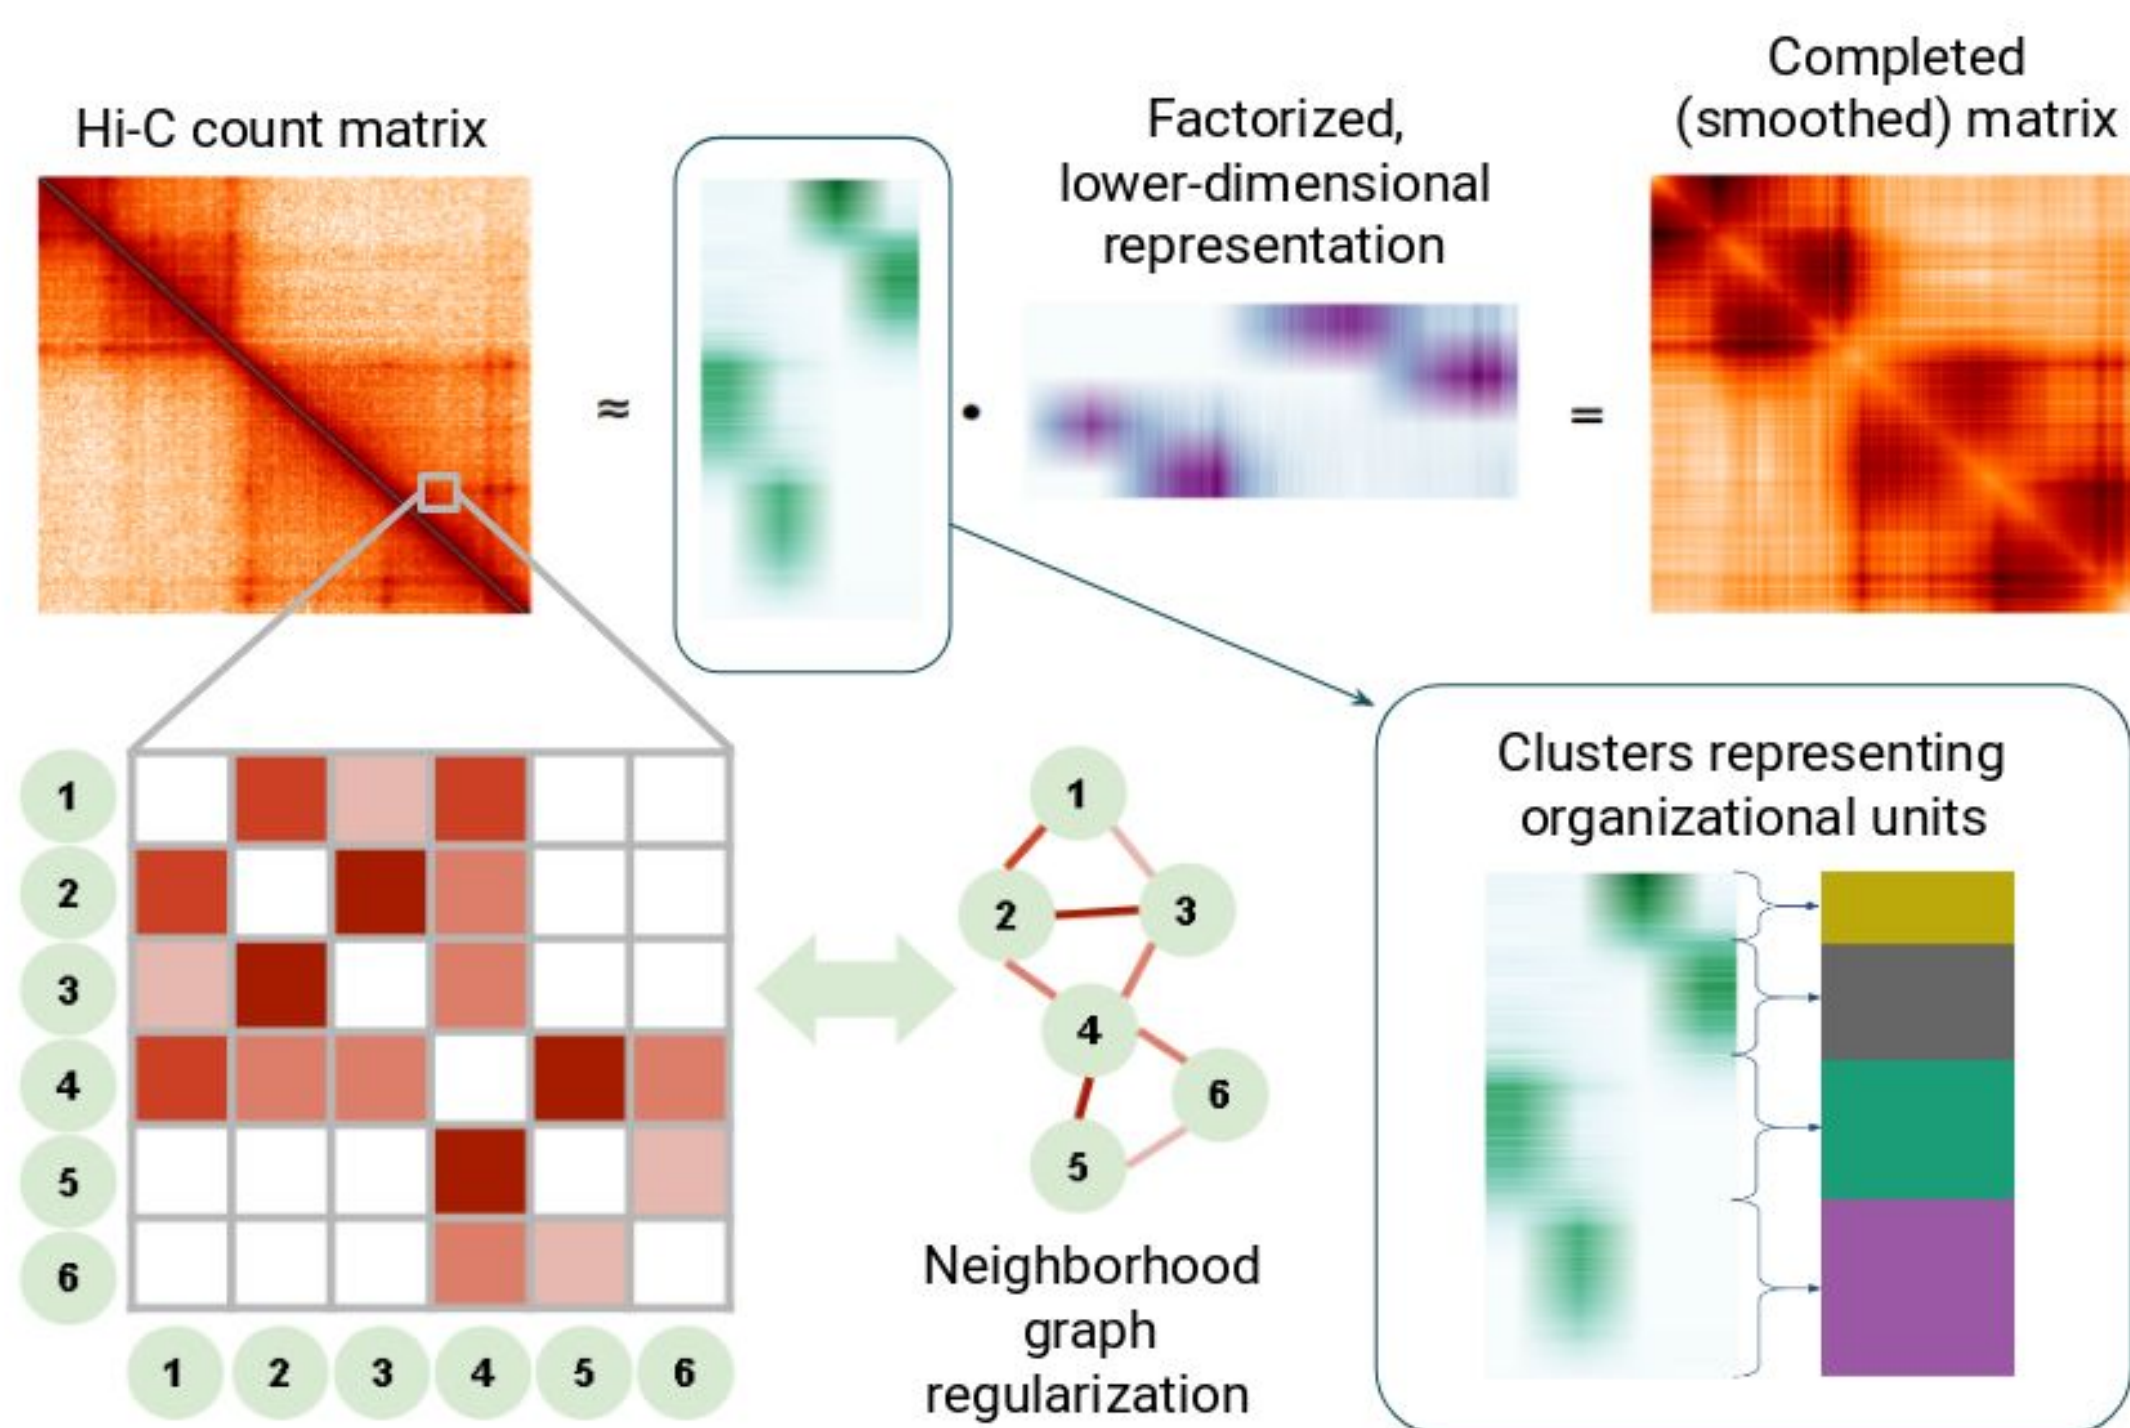 Hi-C count matrix
≈
Factorized,
lower-dimensional
representation
•
=
Completed
(smoothed) matrix
1
2
3
4
5
6
1 2 3 4 5 6
1
2 3
4
6
5
Neighborhood
graph
regularization
Clusters representing
organizational units